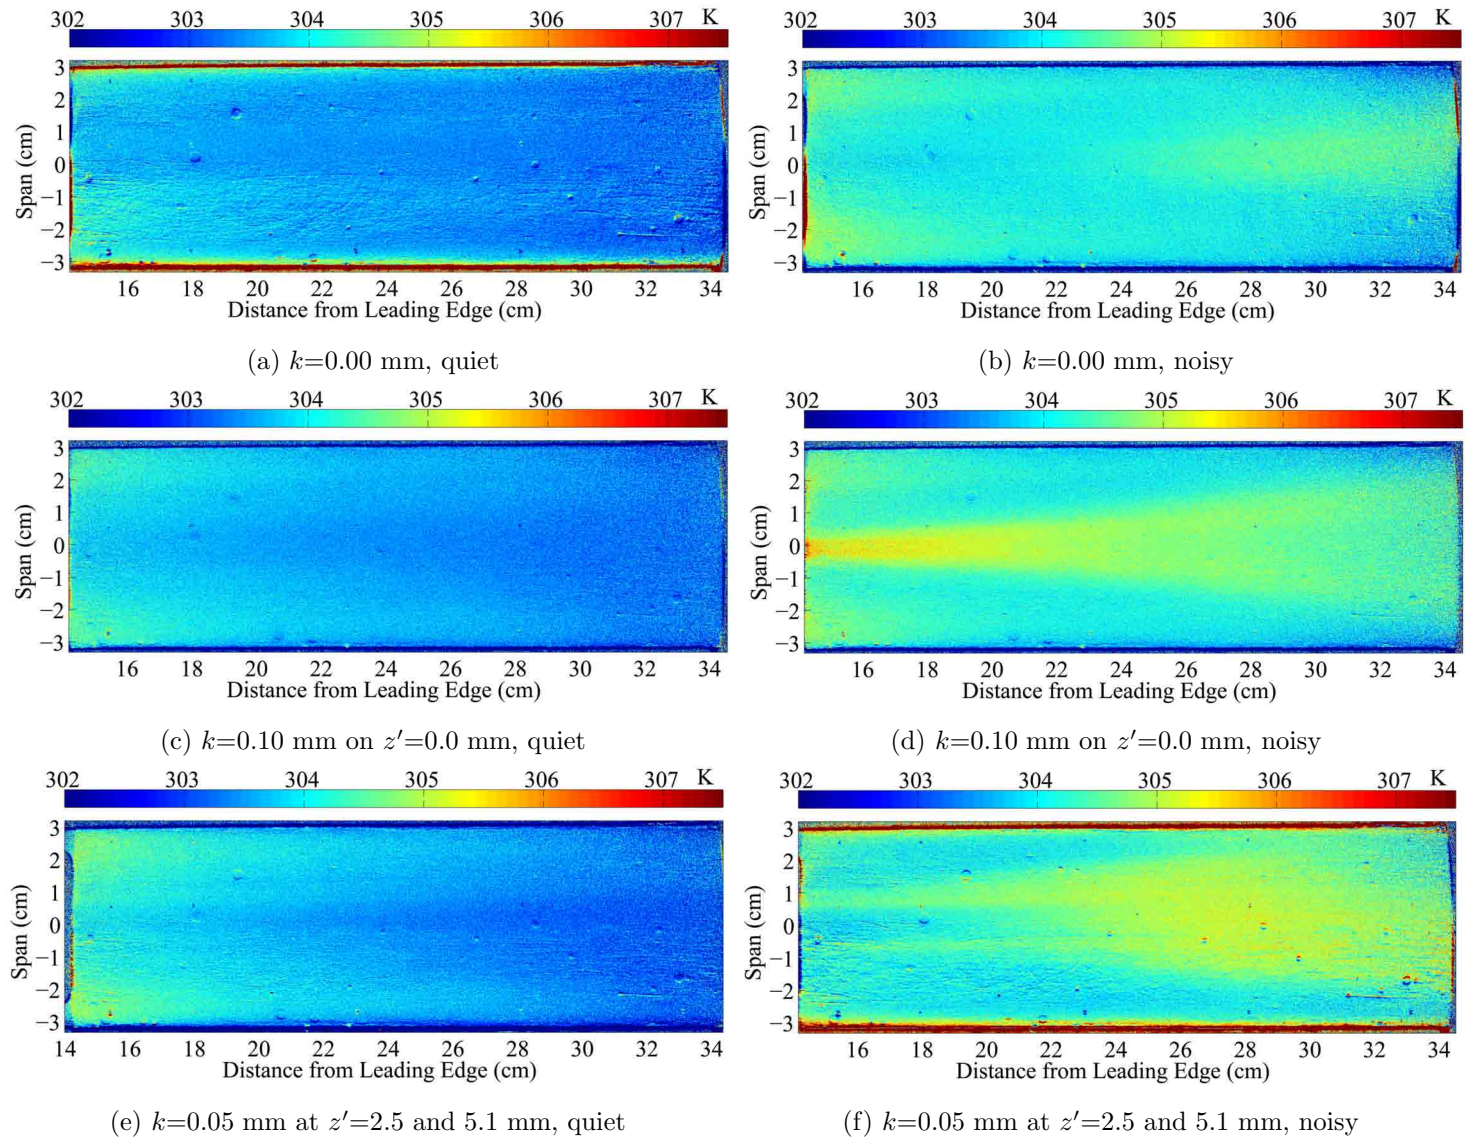 302 303 304 305 306 307 K
3
2
1
0
−1
−2
−3
Span (cm)
16 18 20 22 24 26 28 30 32 34
Distance from Leading Edge (cm)
(a) k=0.00 mm, quiet
302 303 304 305 306 307 K
3
2
1
0
−1
−2
−3
Span (cm)
16 18 20 22 24 26 28 30 32 34
Distance from Leading Edge (cm)
(b) k=0.00 mm, noisy
302 303 304 305 306 307 K
3
2
1
0
−1
−2
−3
Span (cm)
16 18 20 22 24 26 28 30 32 34
Distance from Leading Edge (cm)
(c) k=0.10 mm on z′=0.0 mm, quiet
302 303 304 305 306 307 K
3
2
1
0
−1
−2
−3
Span (cm)
16 18 20 22 24 26 28 30 32 34
Distance from Leading Edge (cm)
(d) k=0.10 mm on z′=0.0 mm, noisy
302 303 304 305 306 307 K
3
2
1
0
−1
−2
−3
Span (cm)
14 16 18 20 22 24 26 28 30 32 34
Distance from Leading Edge (cm)
(e) k=0.05 mm at z′=2.5 and 5.1 mm, quiet
302 303 304 305 306 307 K
3
2
1
0
−1
−2
−3
Span (cm)
16 18 20 22 24 26 28 30 32 34
Distance from Leading Edge (cm)
(f) k=0.05 mm at z′=2.5 and 5.1 mm, noisy